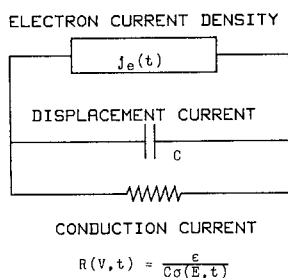 ELECTRON CURRENT DENSITY
jₑ(t)
DISPLACEMENT CURRENT
C
CONDUCTION CURRENT
R(V,t) = ε / Cσ(E,t)